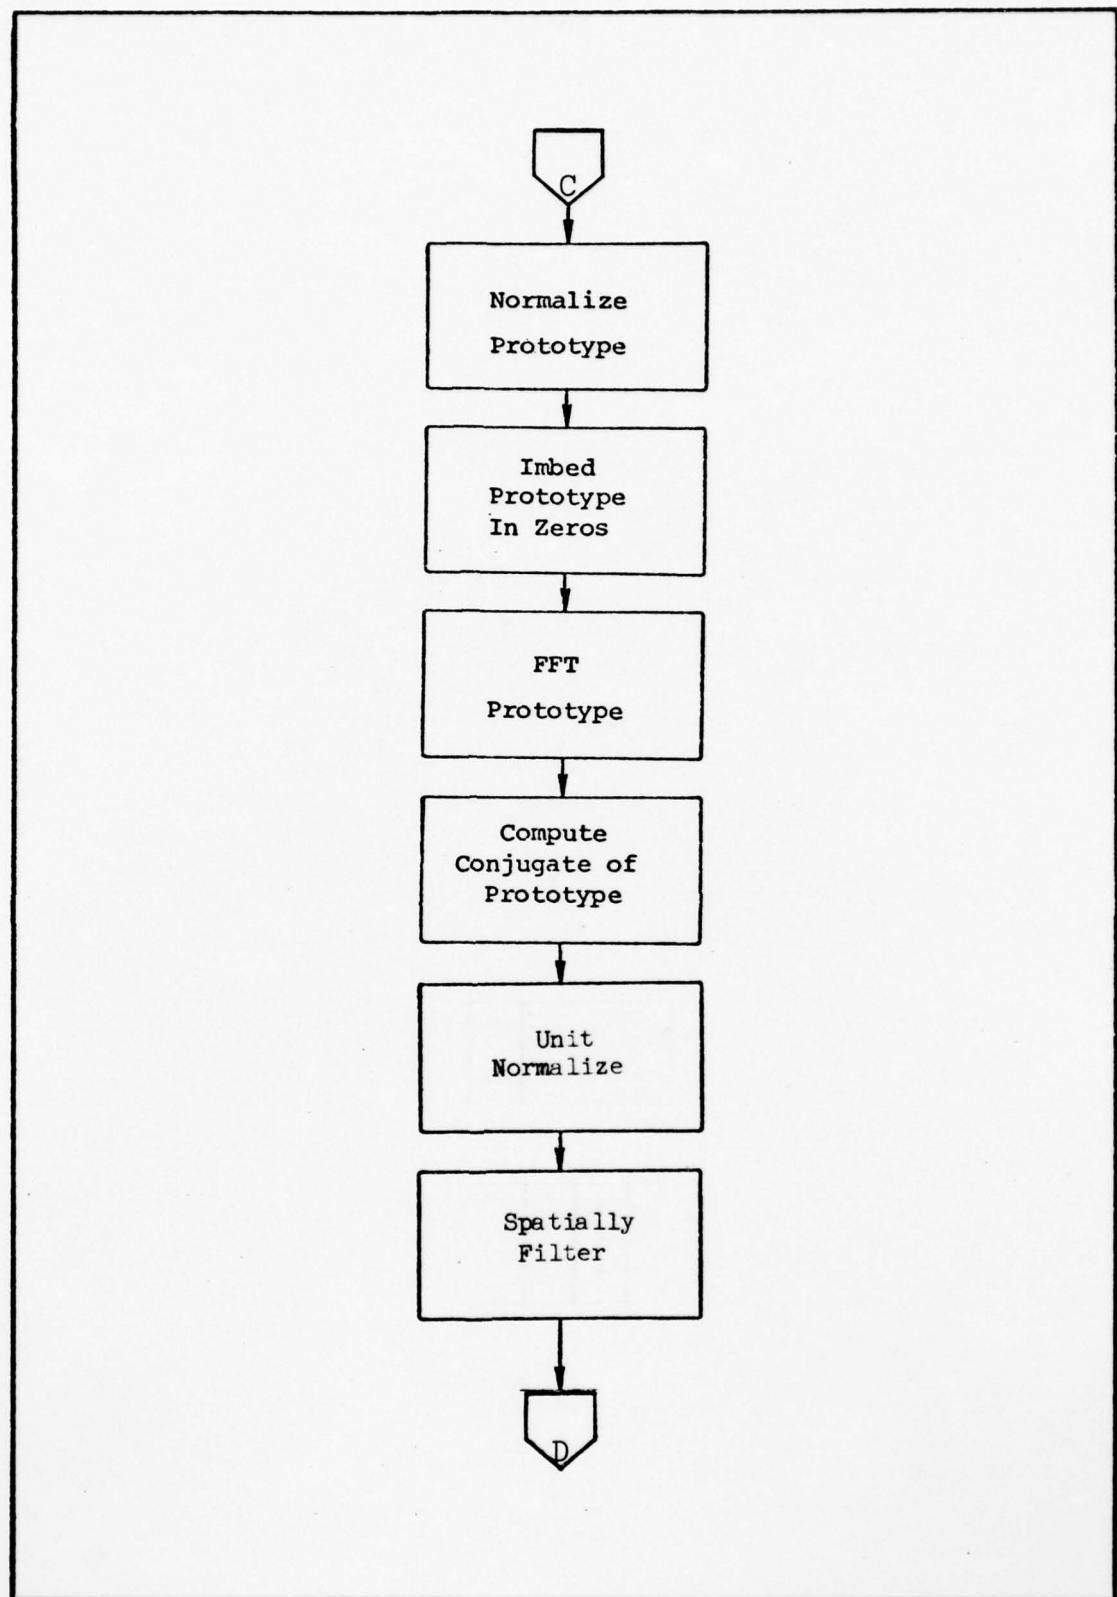 C
Normalize
Prototype
Imbed
Prototype
In Zeros
FFT
Prototype
Compute
Conjugate of
Prototype
Unit
Normalize
Spatially
Filter
D